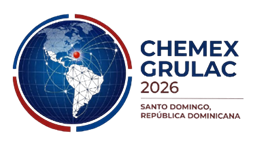 CHEMEX
GRULAC
2026
SANTO DOMINGO,
REPÚBLICA DOMINICANA